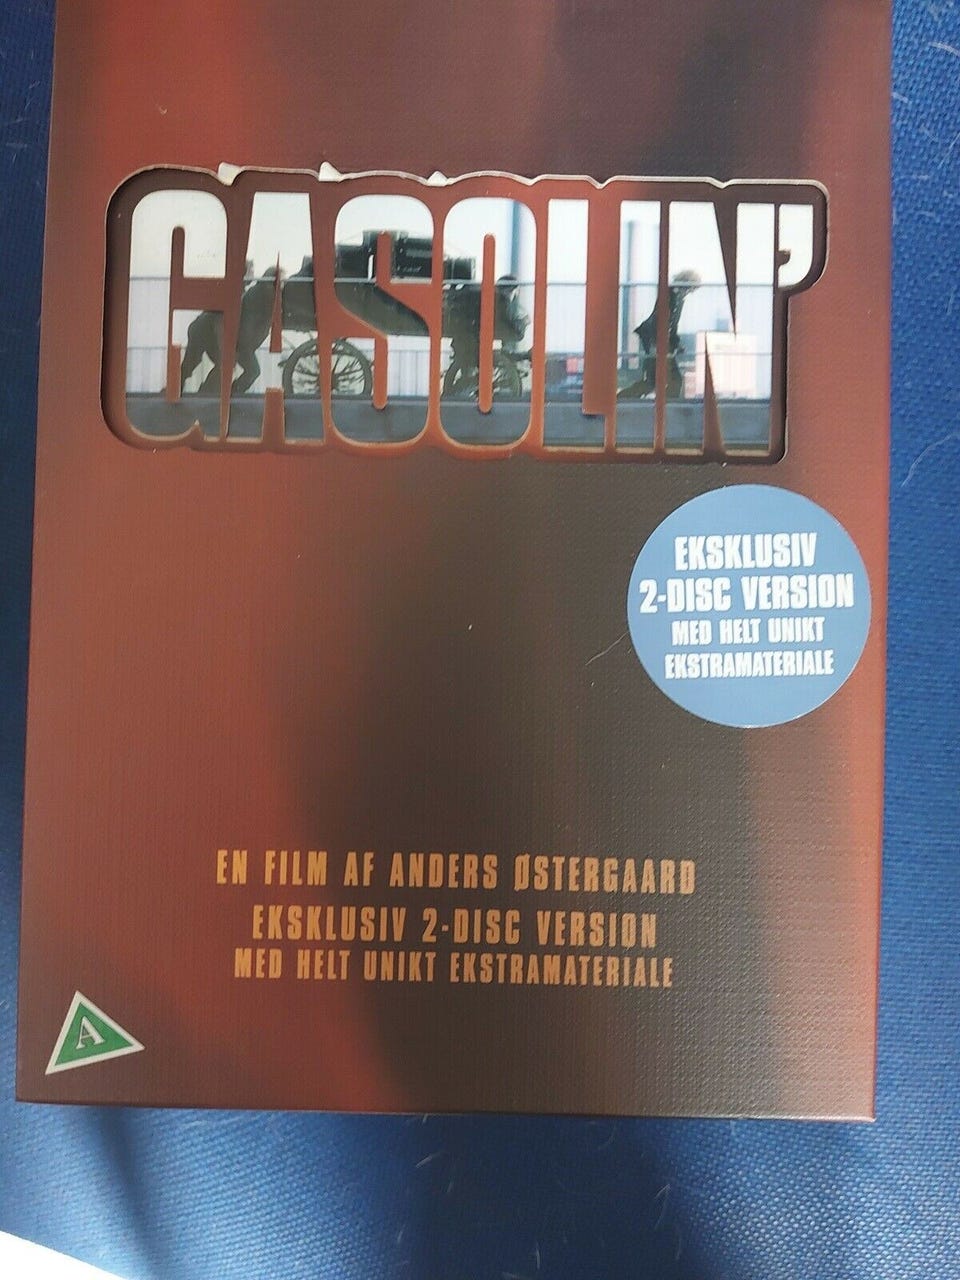 GASOLIN'
EKSKLUSIV
2-DISC VERSION
MED HELT UNIKT
EKSTRAMATERIALE
EN FILM AF ANDERS ØSTERGAARD
EKSKLUSIV 2-DISC VERSION
MED HELT UNIKT EKSTRAMATERIALE
A